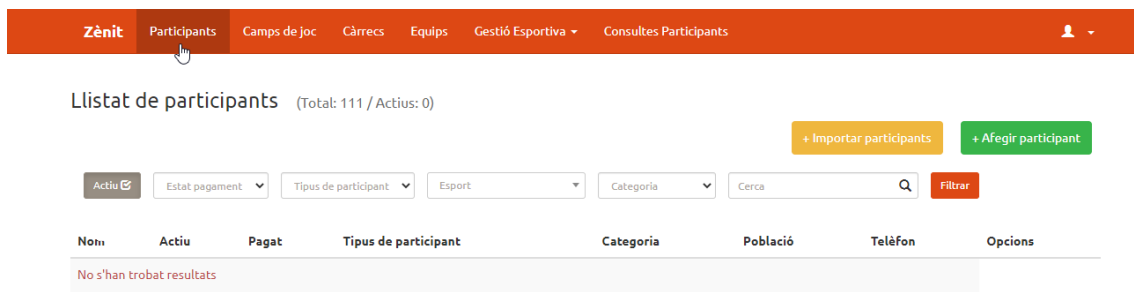 Zènit Participants Camps de joc Càrrecs Equips Gestió Esportiva Consultes Participants
Llistat de participants (Total: 111 / Actius: 0)
+ Importar participants + Afegir participant
Actiu Estat pagament Tipus de participant Esport Categoria Cerca Filtrar
Nom Actiu Pagat Tipus de participant Categoria Població Telèfon Opcions
No s'han trobat resultats